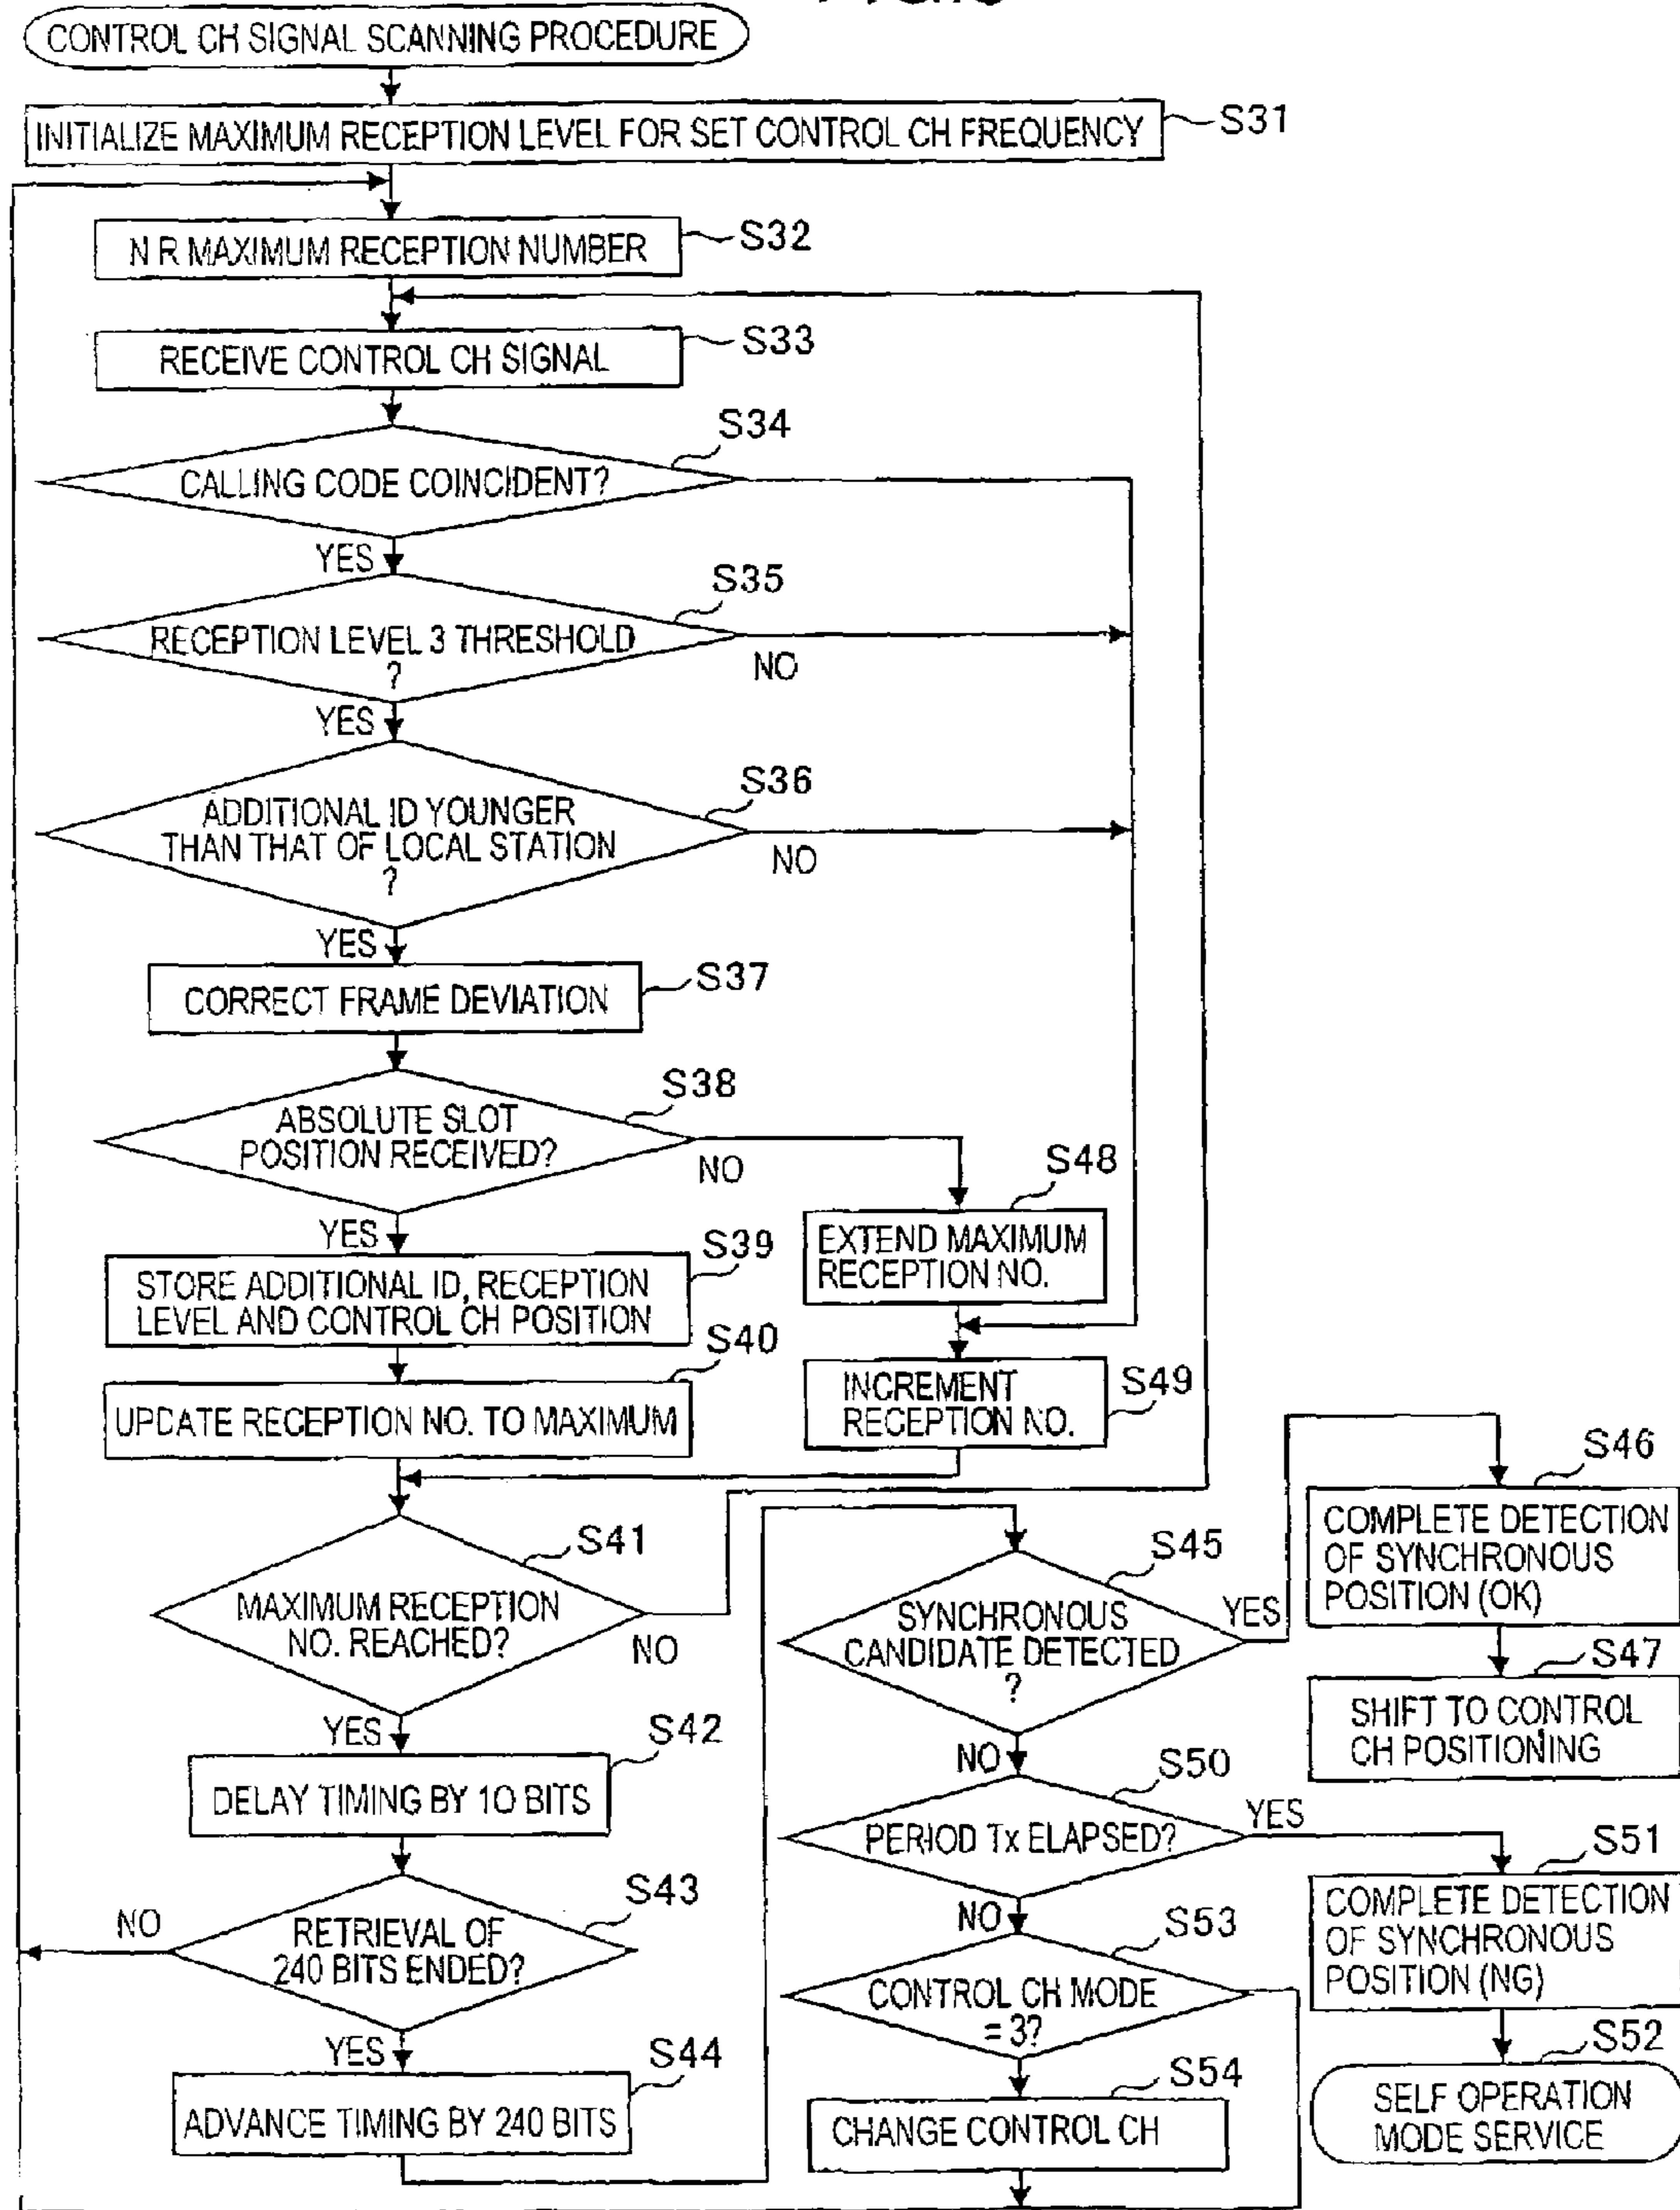 CONTROL CH SIGNAL SCANNING PROCEDURE
INITIALIZE MAXIMUM RECEPTION LEVEL FOR SET CONTROL CH FREQUENCY
S31
N R MAXIMUM RECEPTION NUMBER
S32
RECEIVE CONTROL CH SIGNAL
S33
S34
CALLING CODE COINCIDENT?
YES
S35
RECEPTION LEVEL 3 THRESHOLD
?
NO
YES
S36
ADDITIONAL ID YOUNGER
THAN THAT OF LOCAL STATION
?
NO
YES
CORRECT FRAME DEVIATION
S37
S38
ABSOLUTE SLOT
POSITION RECEIVED?
NO
YES
S48
EXTEND MAXIMUM
RECEPTION NO.
S39
STORE ADDITIONAL ID, RECEPTION
LEVEL AND CONTROL CH POSITION
S40
UPDATE RECEPTION NO. TO MAXIMUM
INCREMENT
RECEPTION NO.
S49
S41
MAXIMUM RECEPTION
NO. REACHED?
NO
YES
S42
DELAY TIMING BY 10 BITS
S43
RETRIEVAL OF
240 BITS ENDED?
NO
YES
S44
ADVANCE TIMING BY 240 BITS
S45
SYNCHRONOUS
CANDIDATE DETECTED
?
YES
NO
S46
COMPLETE DETECTION
OF SYNCHRONOUS
POSITION (OK)
S47
SHIFT TO CONTROL
CH POSITIONING
S50
PERIOD Tx ELAPSED?
YES
NO
S51
COMPLETE DETECTION
OF SYNCHRONOUS
POSITION (NG)
S52
SELF OPERATION
MODE SERVICE
S53
CONTROL CH MODE
= 3?
S54
CHANGE CONTROL CH